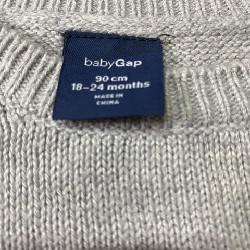 babyGap
90 cm
18-24 months
MADE IN
CHINA